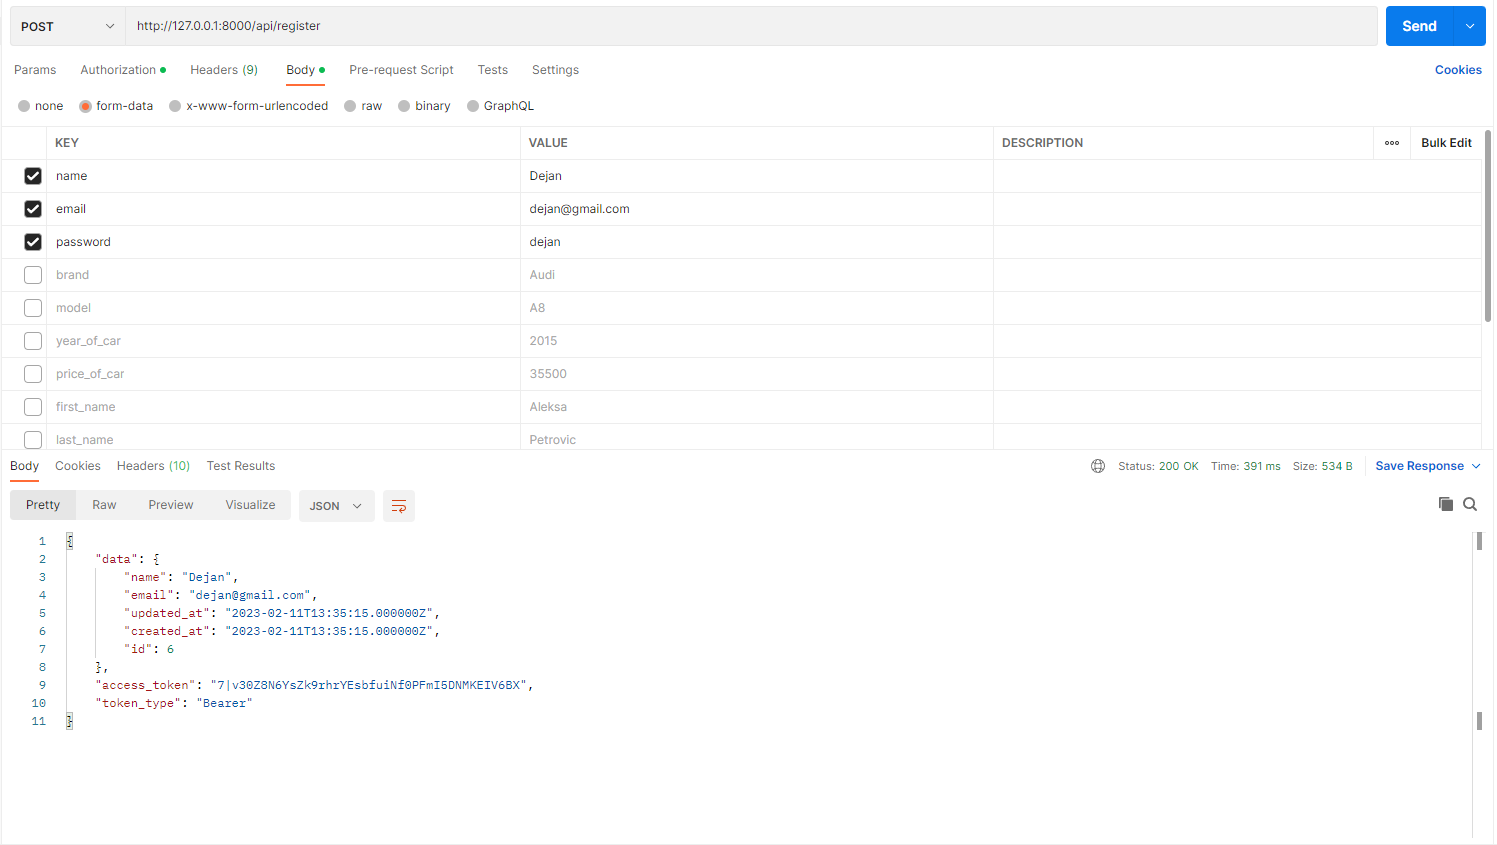 POST http://127.0.0.1:8000/api/register Send
Params Authorization Headers (9) Body Pre-request Script Tests Settings Cookies
none form-data x-www-form-urlencoded raw binary GraphQL
KEY VALUE DESCRIPTION ooo Bulk Edit
name Dejan
email dejan@gmail.com
password dejan
brand Audi
model A8
year_of_car 2015
price_of_car 35500
first_name Aleksa
last_name Petrovic
Body Cookies Headers (10) Test Results Status: 200 OK Time: 391 ms Size: 534 B Save Response
Pretty Raw Preview Visualize JSON
1 {
2 "data": {
3 "name": "Dejan",
4 "email": "dejan@gmail.com",
5 "updated_at": "2023-02-11T13:35:15.000000Z",
6 "created_at": "2023-02-11T13:35:15.000000Z",
7 "id": 6
8 },
9 "access_token": "7|v30Z8N6YsZk9rhrYEsbfuiNf0PFmI5DNMKEIV6BX",
10 "token_type": "Bearer"
11 }